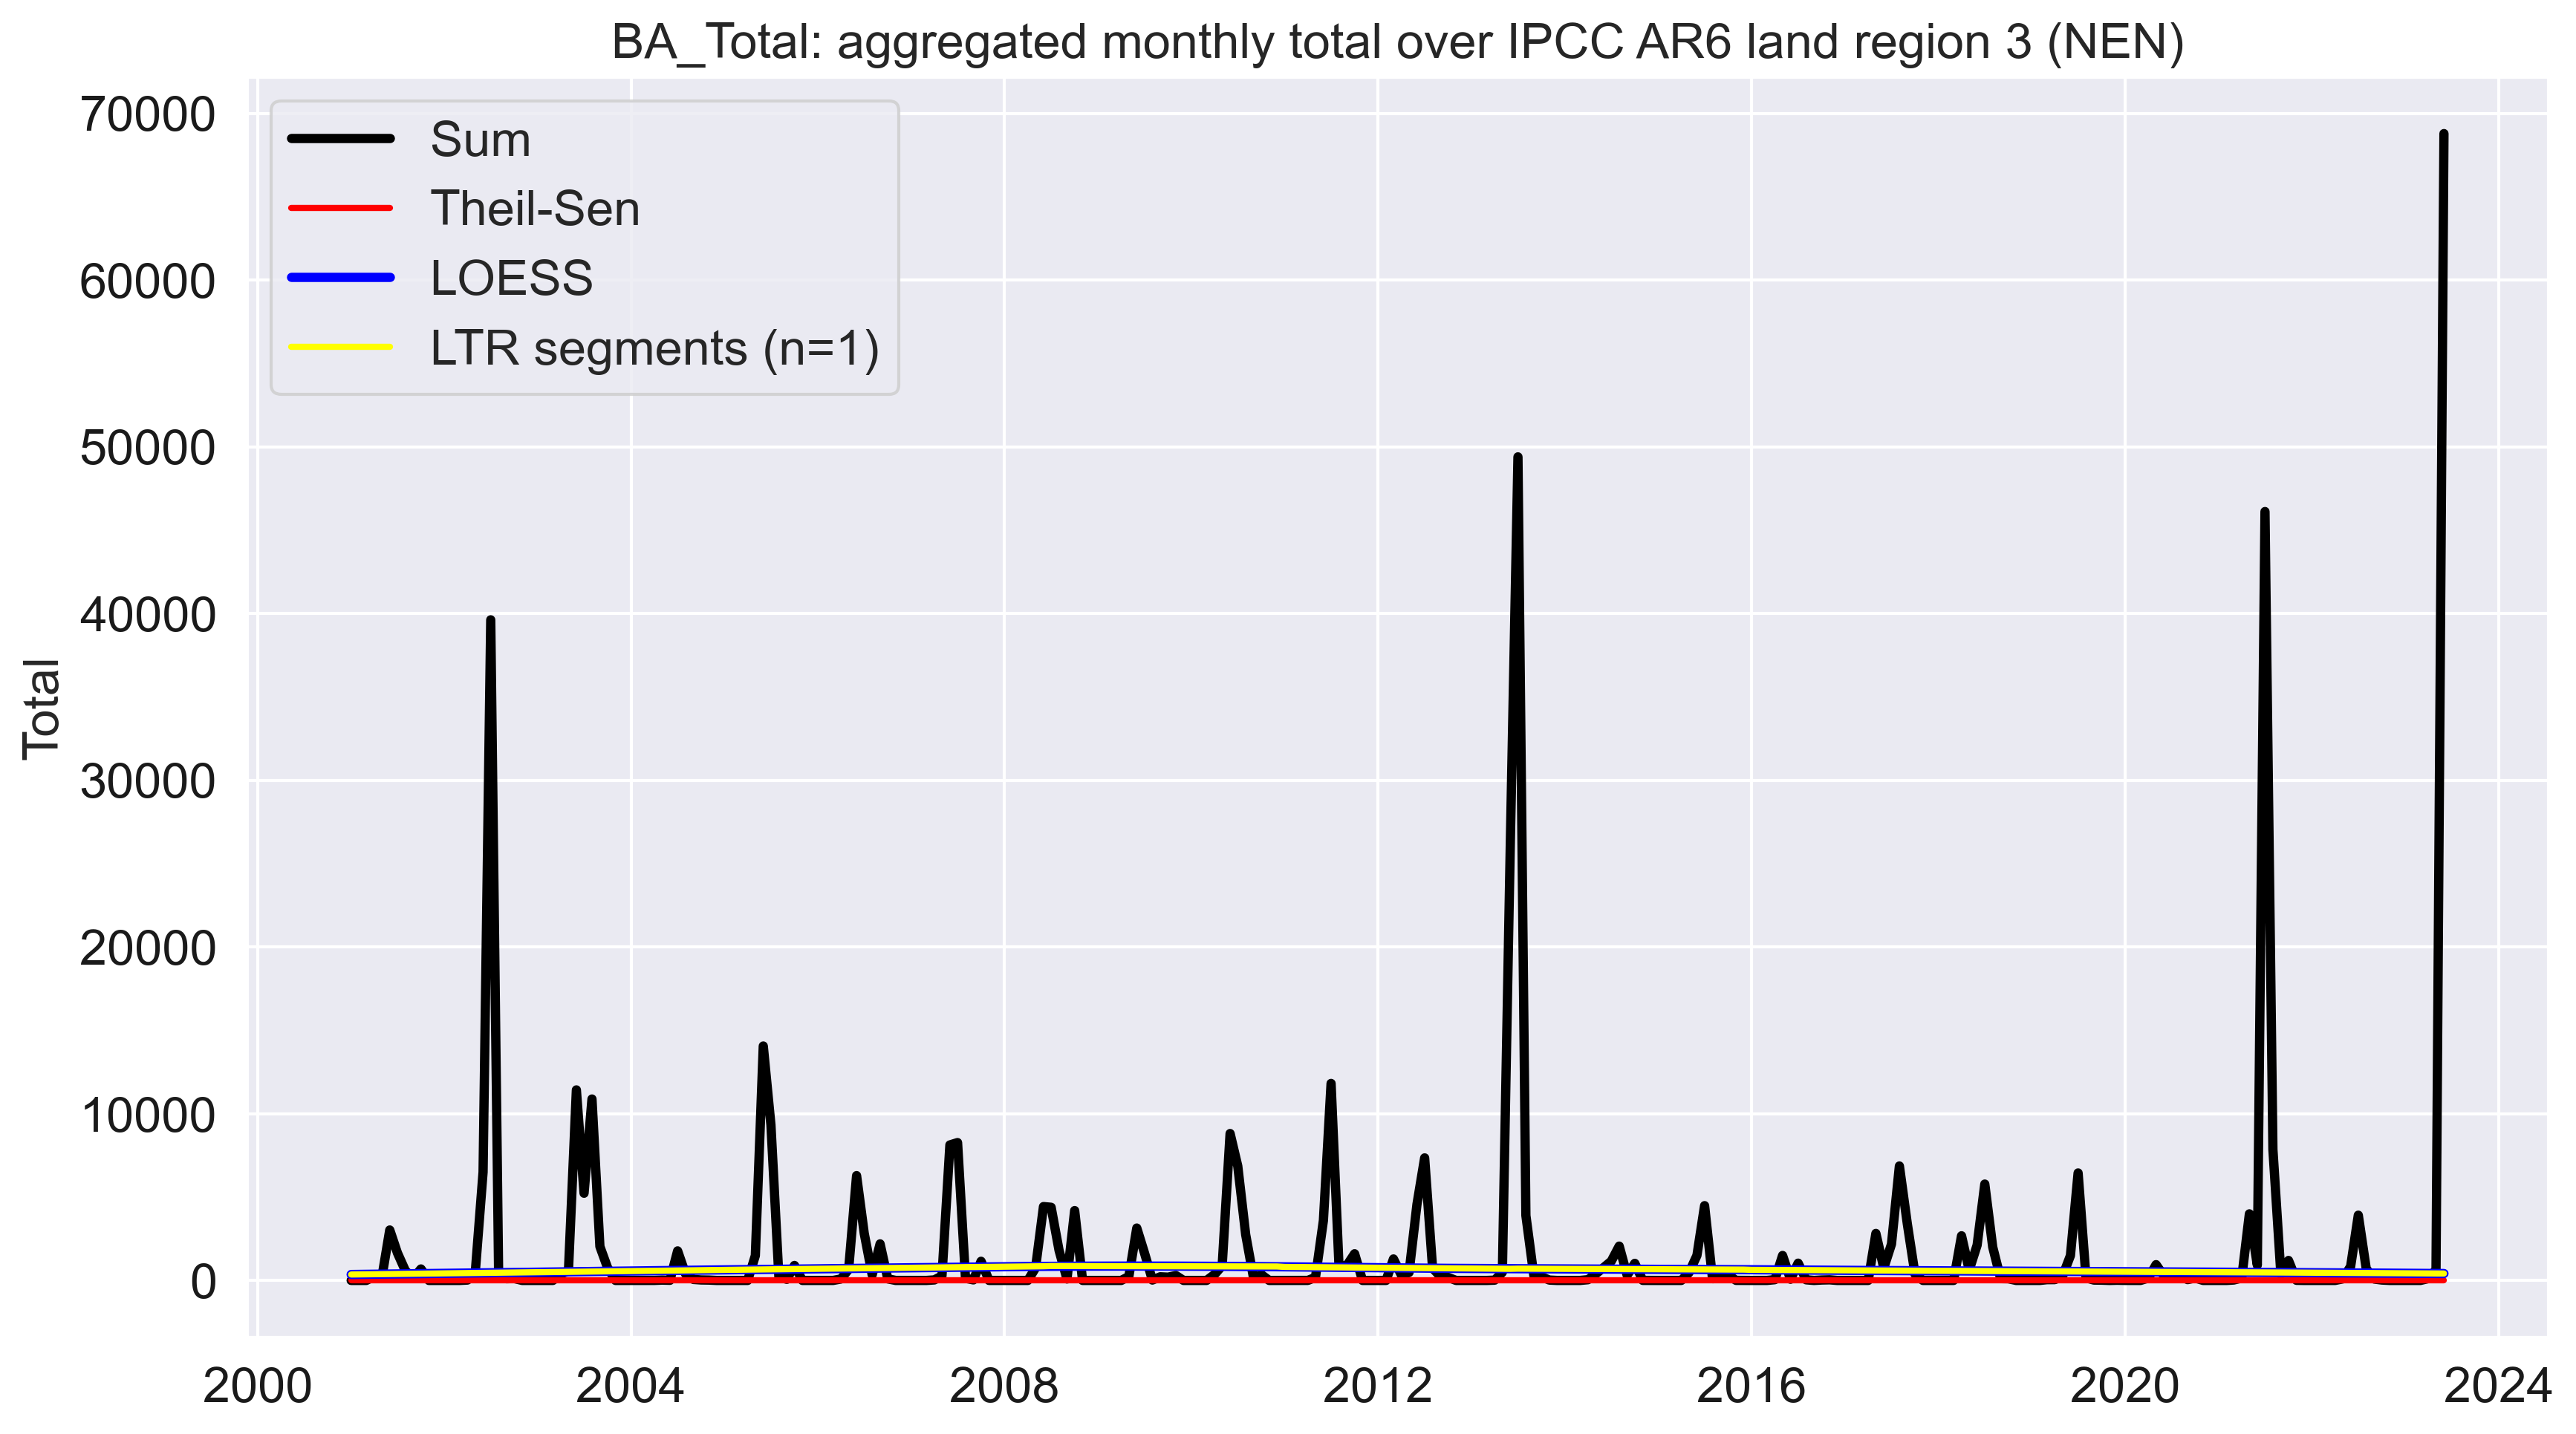 BA_Total: aggregated monthly total over IPCC AR6 land region 3 (NEN)
Sum
Theil-Sen
LOESS
LTR segments (n=1)
Total
70000
60000
50000
40000
30000
20000
10000
0
2000 2004 2008 2012 2016 2020 2024